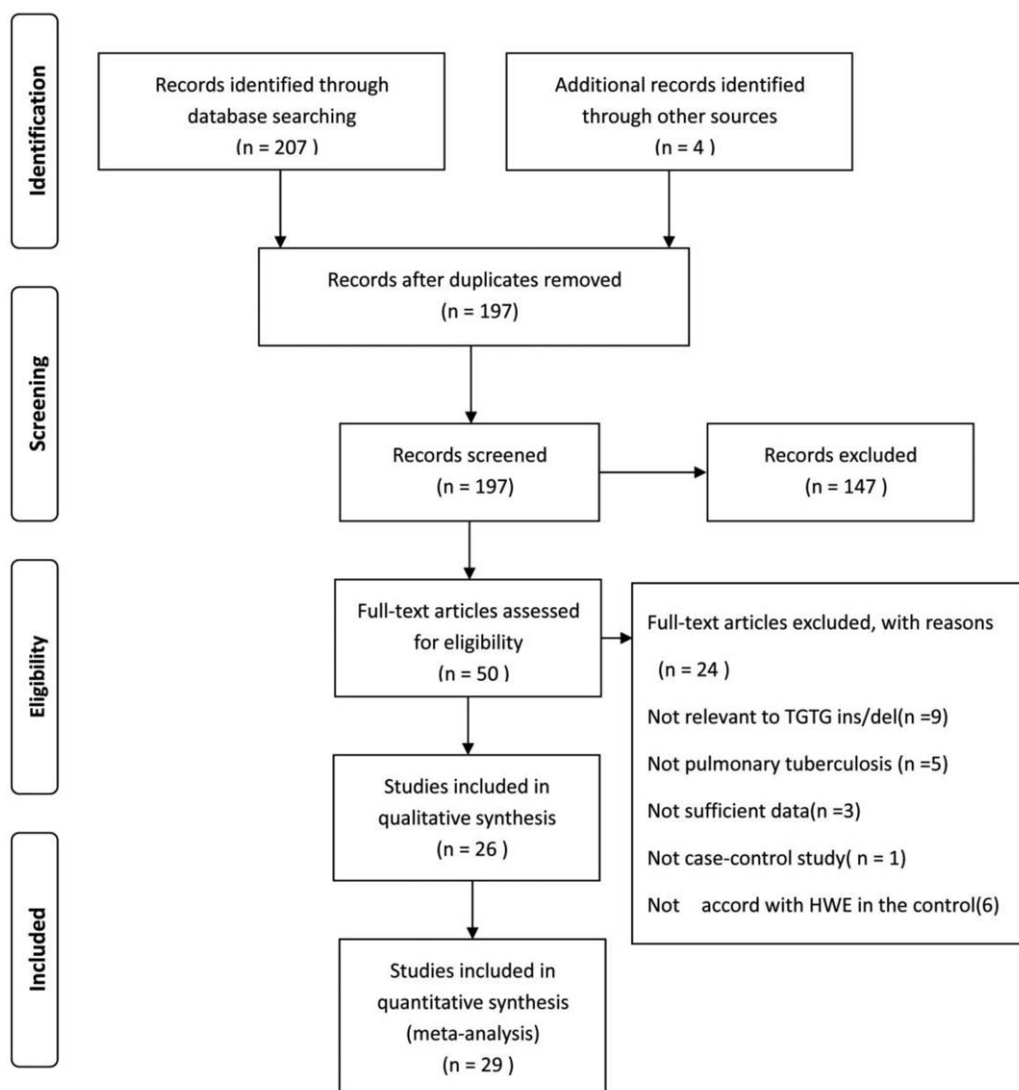 Identification
Records identified through
database searching
(n = 207 )
Additional records identified
through other sources
(n = 4 )
Records after duplicates removed
(n = 197)
Screening
Records screened
(n = 197)
Records excluded
(n = 147 )
Eligibility
Full-text articles assessed
for eligibility
(n = 50 )
Full-text articles excluded, with reasons
(n = 24 )
Not relevant to TGTG ins/del(n =9)
Not pulmonary tuberculosis (n =5)
Not sufficient data(n =3)
Not case-control study( n = 1)
Not accord with HWE in the control(6)
Studies included in
qualitative synthesis
(n = 26 )
Included
Studies included in
quantitative synthesis
(meta-analysis)
(n = 29 )